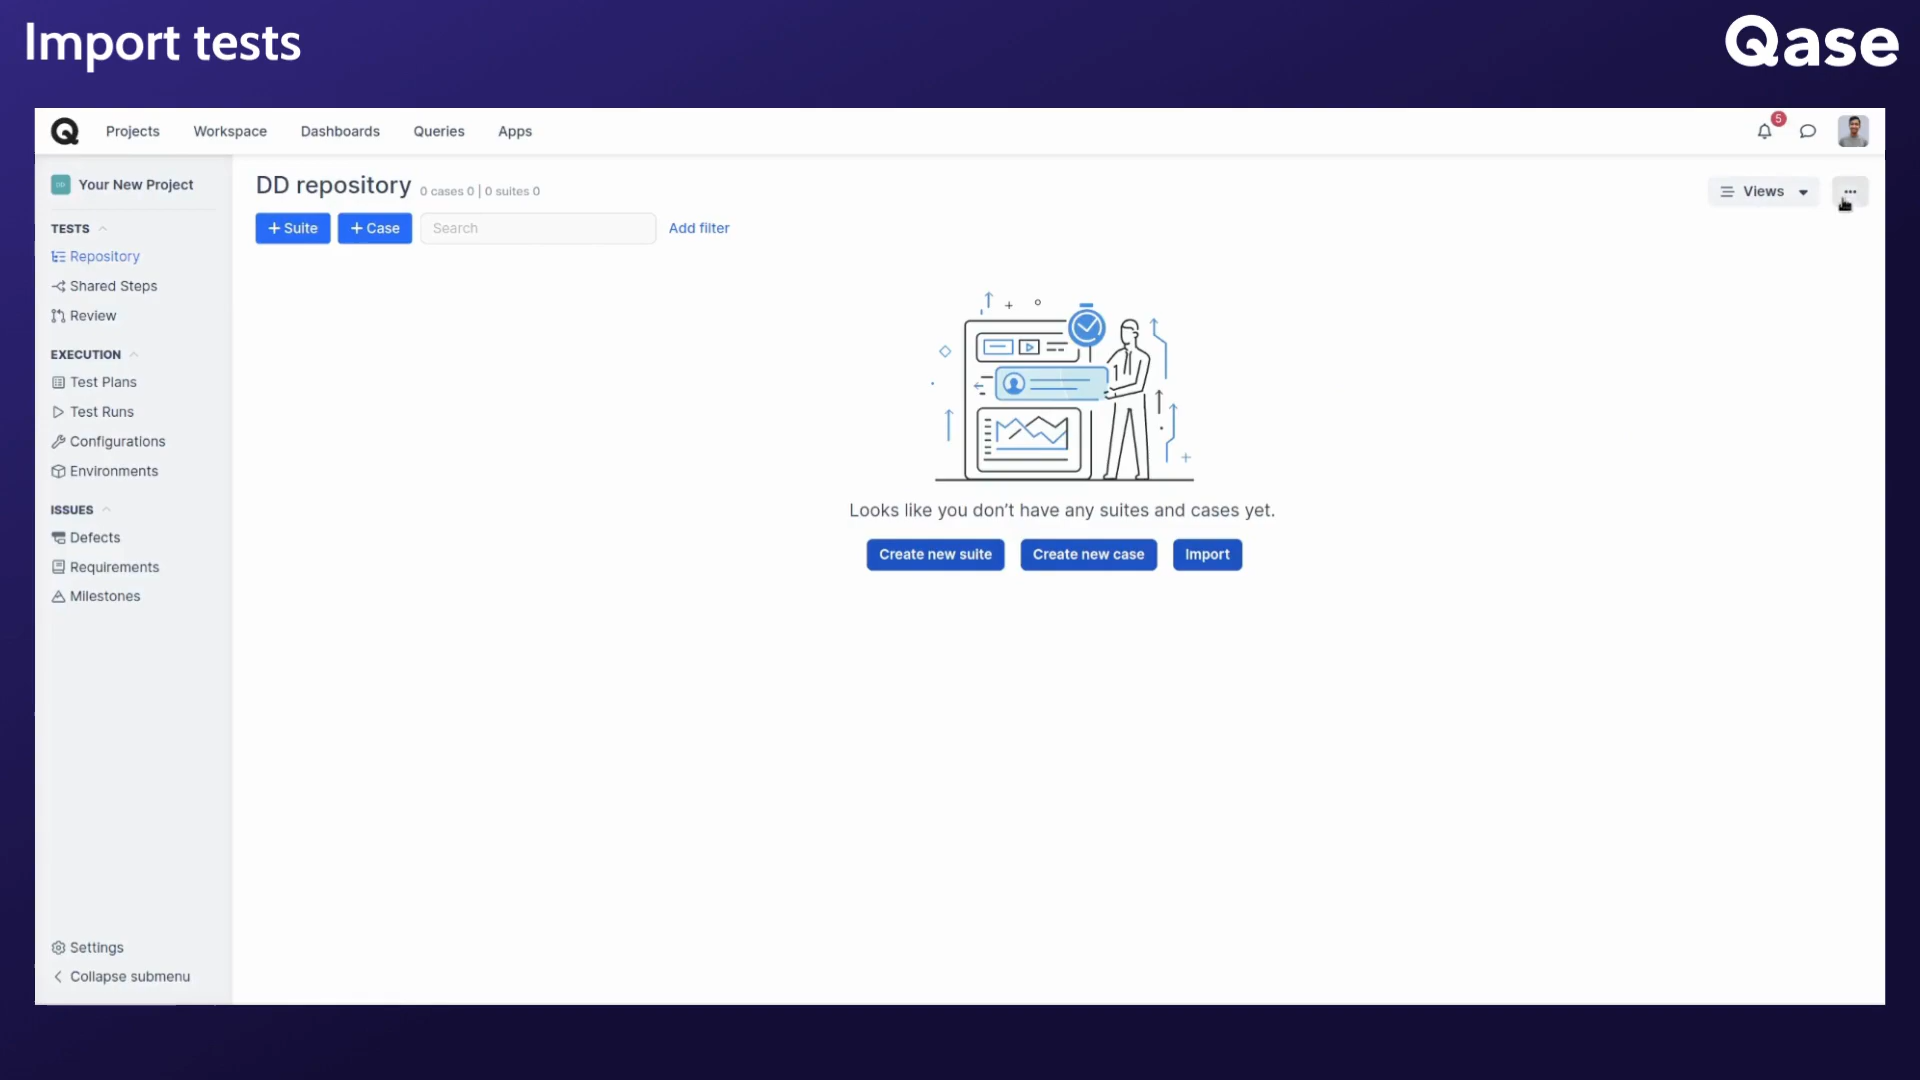 Import tests
Qase
Projects
Workspace
Dashboards
Queries
Apps
5
Your New Project
DD repository
0 cases 0 | 0 suites 0
Views
+ Suite
+ Case
Search
Add filter
TESTS
Repository
Shared Steps
Review
EXECUTION
Test Plans
Test Runs
Configurations
Environments
ISSUES
Defects
Requirements
Milestones
Looks like you don’t have any suites and cases yet.
Create new suite
Create new case
Import
Settings
Collapse submenu